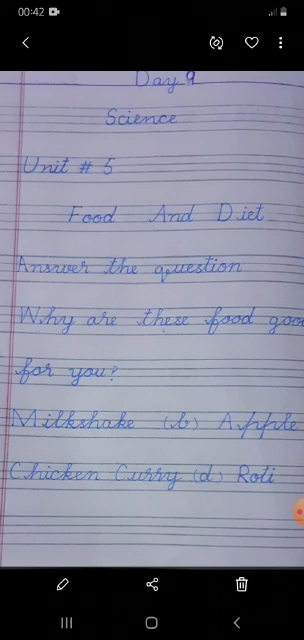 00:42
Day 9
Science
Unit # 5
Food And Diet
Answer the question
Why are these food goo
for you?
Milkshake (b) Apple
Chicken Curry (d) Roti